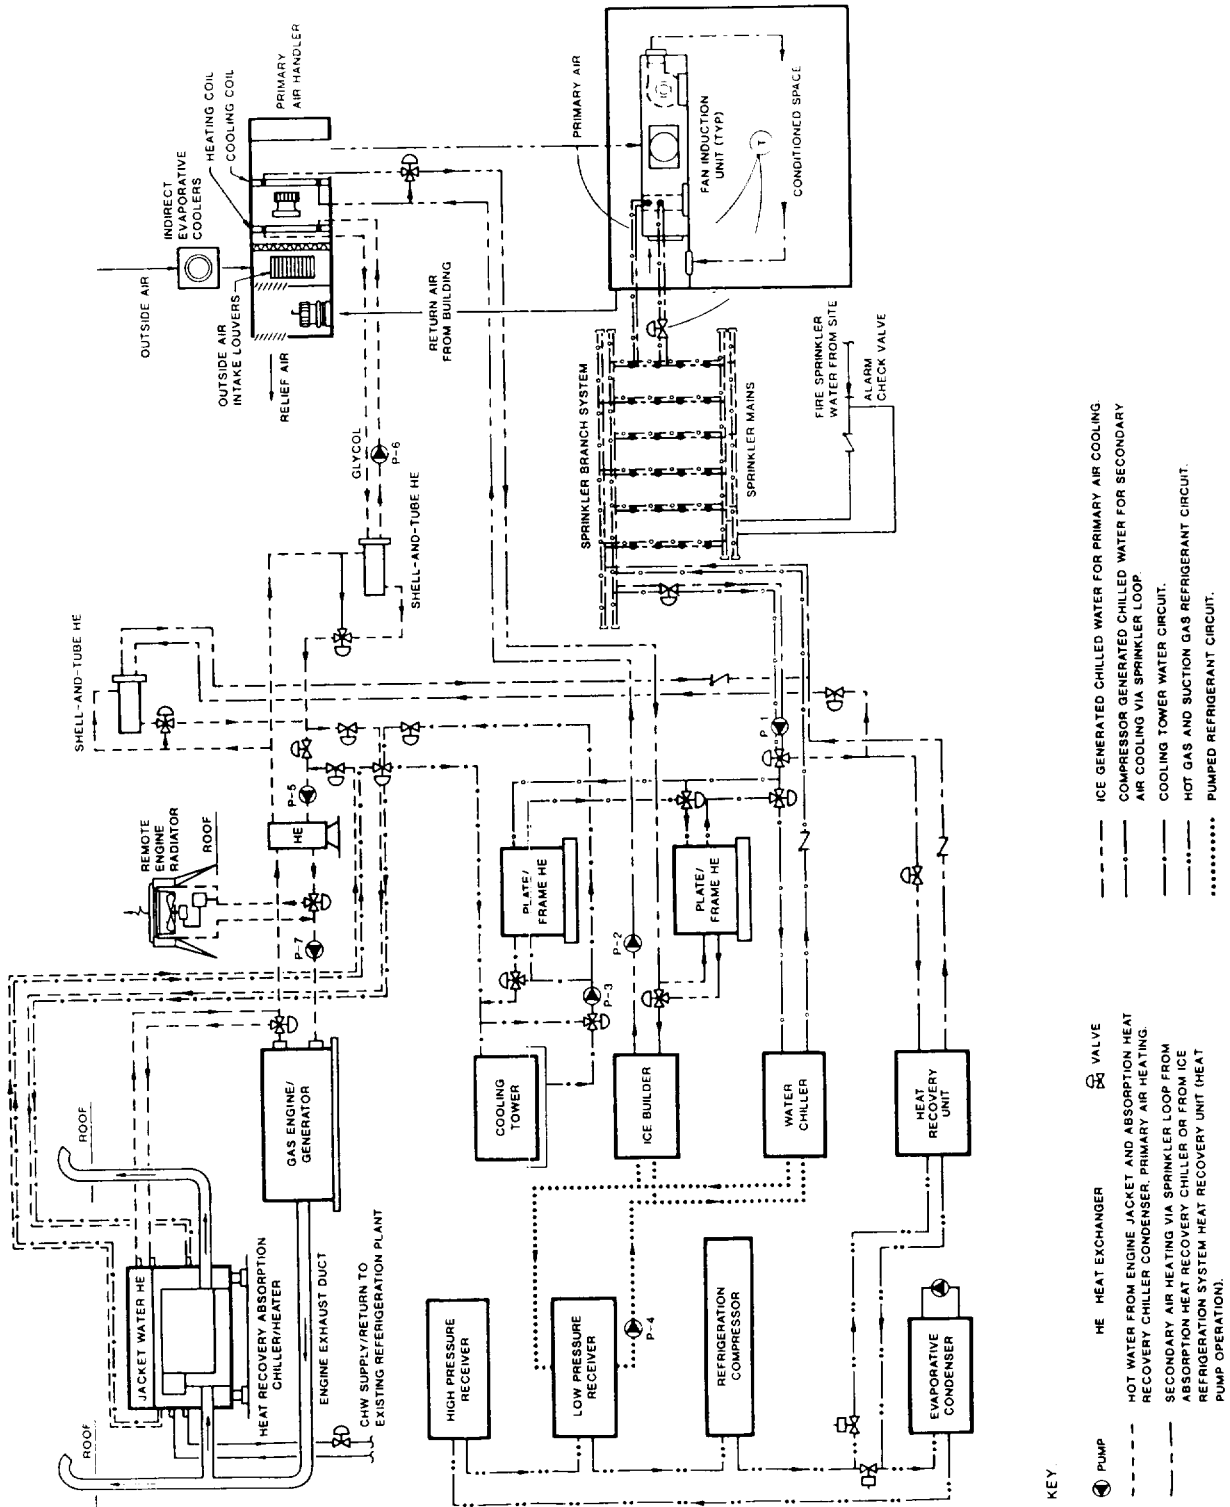 OUTSIDE AIR
INDIRECT
EVAPORATIVE
COOLERS
HEATING COIL
COOLING COIL
PRIMARY
AIR HANDLER
OUTSIDE AIR
INTAKE LOUVERS
RELIEF AIR
RETURN AIR
FROM BUILDING
PRIMARY AIR
FAN INDUCTION
UNIT (TYP)
T
CONDITIONED SPACE
GLYCOL
P-6
SHELL-AND-TUBE HE
SHELL-AND-TUBE HE
SPRINKLER BRANCH SYSTEM
SPRINKLER MAINS
FIRE SPRINKLER
WATER FROM SITE
ALARM
CHECK VALVE
REMOTE
ENGINE
RADIATOR
ROOF
HE
P-5
P-7
PLATE/
FRAME HE
PLATE/
FRAME HE
P-1
P-2
P-3
ROOF
ROOF
JACKET WATER HE
HEAT RECOVERY ABSORPTION
CHILLER/HEATER
GAS ENGINE/
GENERATOR
ENGINE EXHAUST DUCT
CHW SUPPLY/RETURN TO
EXISTING REFRIGERATION PLANT
COOLING
TOWER
ICE BUILDER
WATER
CHILLER
HEAT
RECOVERY
UNIT
HIGH PRESSURE
RECEIVER
LOW PRESSURE
RECEIVER
P-4
REFRIGERATION
COMPRESSOR
EVAPORATIVE
CONDENSER
KEY
PUMP
HE HEAT EXCHANGER
VALVE
HOT WATER FROM ENGINE JACKET AND ABSORPTION HEAT
RECOVERY CHILLER CONDENSER, PRIMARY AIR HEATING.
SECONDARY AIR HEATING VIA SPRINKLER LOOP FROM
ABSORPTION HEAT RECOVERY CHILLER OR FROM ICE
REFRIGERATION SYSTEM HEAT RECOVERY UNIT (HEAT
PUMP OPERATION).
ICE GENERATED CHILLED WATER FOR PRIMARY AIR COOLING.
COMPRESSOR GENERATED CHILLED WATER FOR SECONDARY
AIR COOLING VIA SPRINKLER LOOP.
COOLING TOWER WATER CIRCUIT.
HOT GAS AND SUCTION GAS REFRIGERANT CIRCUIT.
PUMPED REFRIGERANT CIRCUIT.